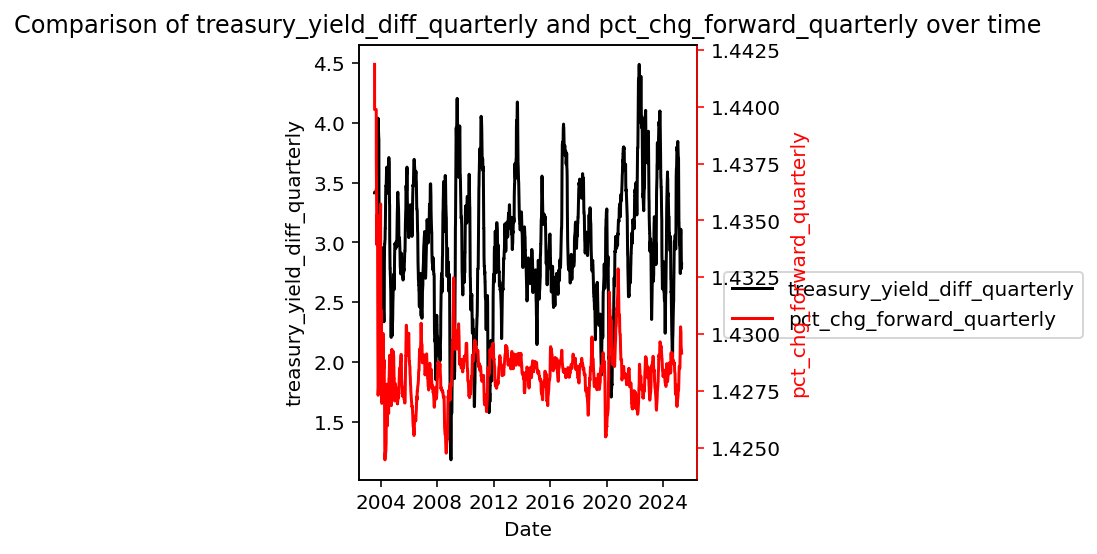 Comparison of treasury_yield_diff_quarterly and pct_chg_forward_quarterly over time
treasury_yield_diff_quarterly
4.5
4.0
3.5
3.0
2.5
2.0
1.5
1.4425
1.4400
1.4375
1.4350
1.4325
1.4300
1.4275
1.4250
pct_chg_forward_quarterly
treasury_yield_diff_quarterly
pct_chg_forward_quarterly
2004 2008 2012 2016 2020 2024
Date